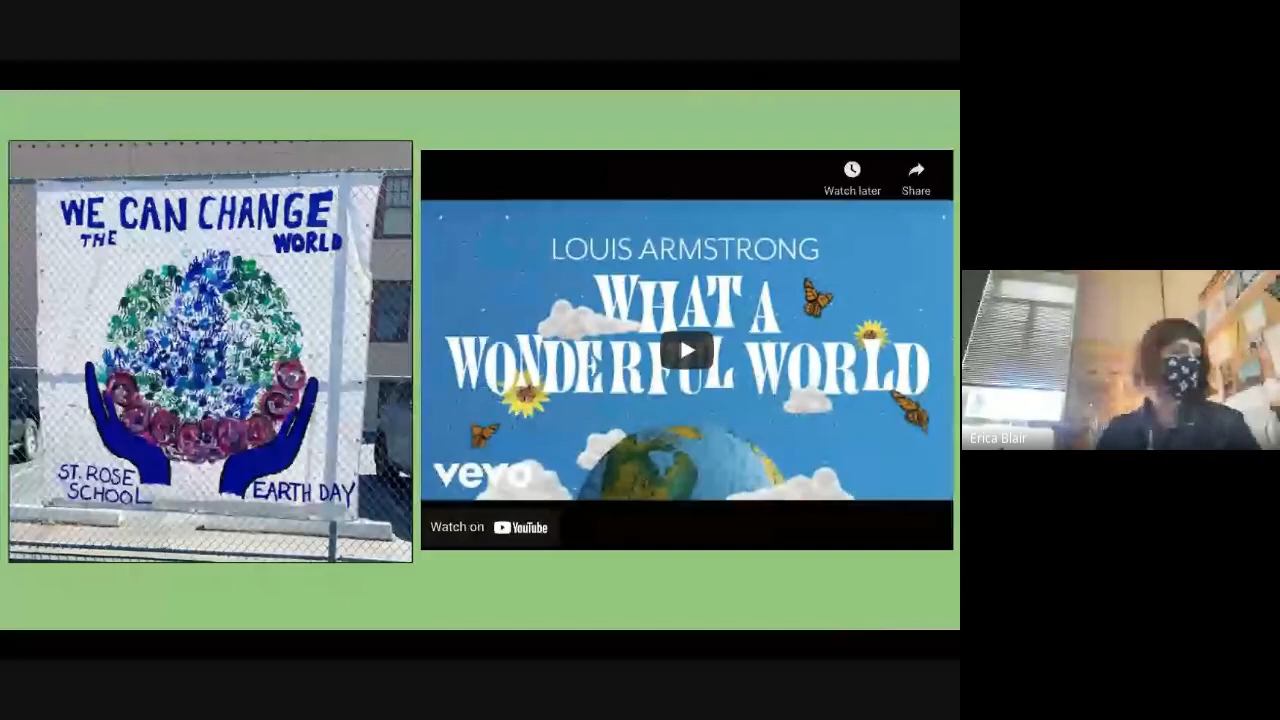 WE CAN CHANGE
THE WORLD
ST. ROSE
SCHOOL
EARTH DAY
Watch later
Share
LOUIS ARMSTRONG
WHAT A
WONDERFUL WORLD
vevo
Watch on YouTube
Erica Blair